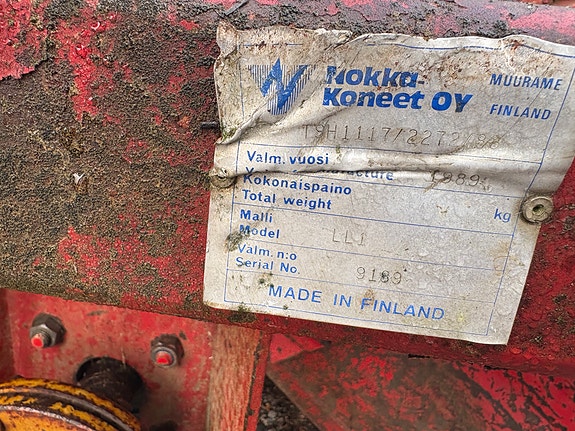 Nokka-
Koneet OY
MUURAME
FINLAND
Valm. vuosi
1989
Kokonaispaino
Total weight
kg
Malli
Model
Valm. n:o
Serial No.
9189
MADE IN FINLAND